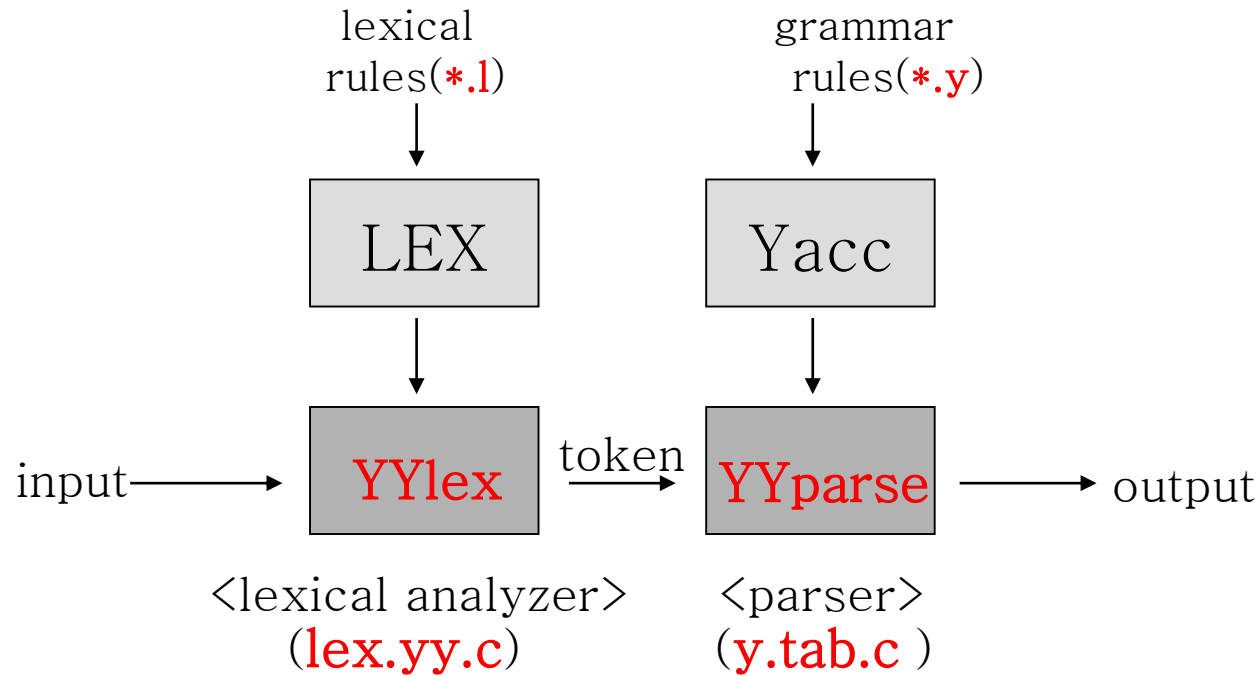 lexical
rules(*.l)
grammar
rules(*.y)
LEX
Yacc
input
YYlex
token
YYparse
output
<lexical analyzer>
(lex.yy.c)
<parser>
(y.tab.c )